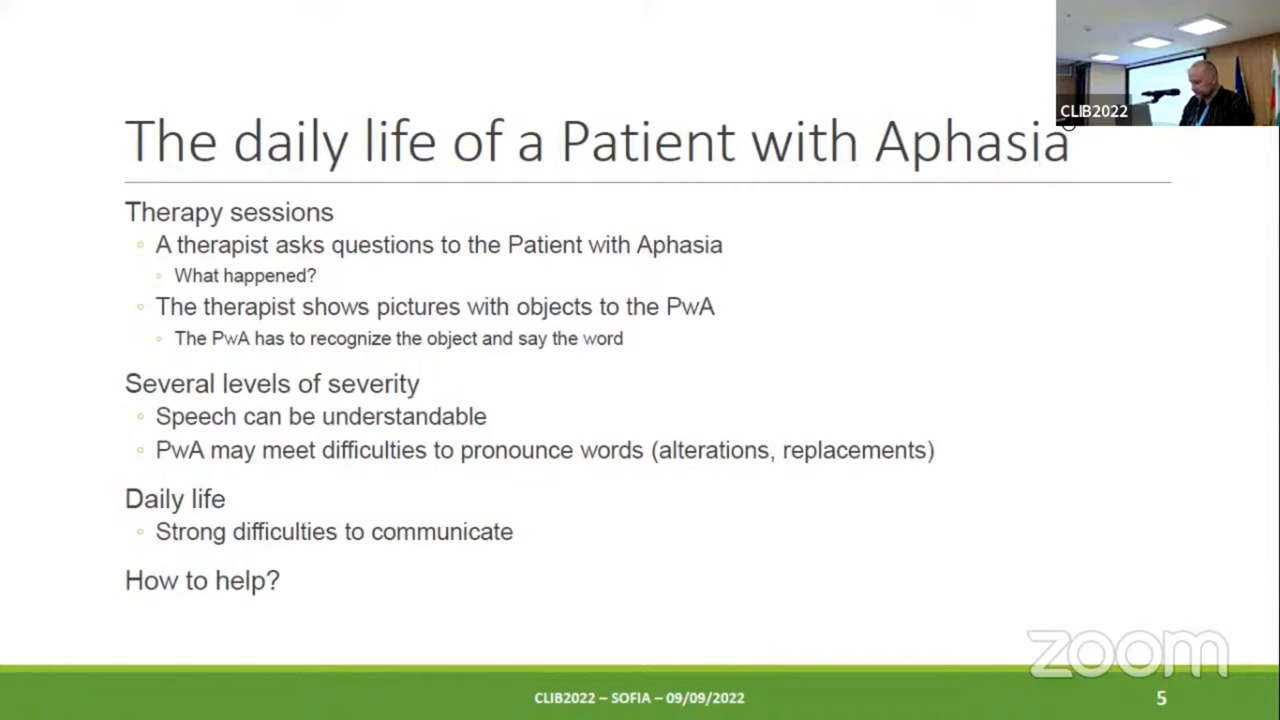 CLIB2022
The daily life of a Patient with Aphasia
Therapy sessions
A therapist asks questions to the Patient with Aphasia
What happened?
The therapist shows pictures with objects to the PwA
The PwA has to recognize the object and say the word
Several levels of severity
Speech can be understandable
PwA may meet difficulties to pronounce words (alterations, replacements)
Daily life
Strong difficulties to communicate
How to help?
zoom
CLIB2022 – SOFIA – 09/09/2022
5